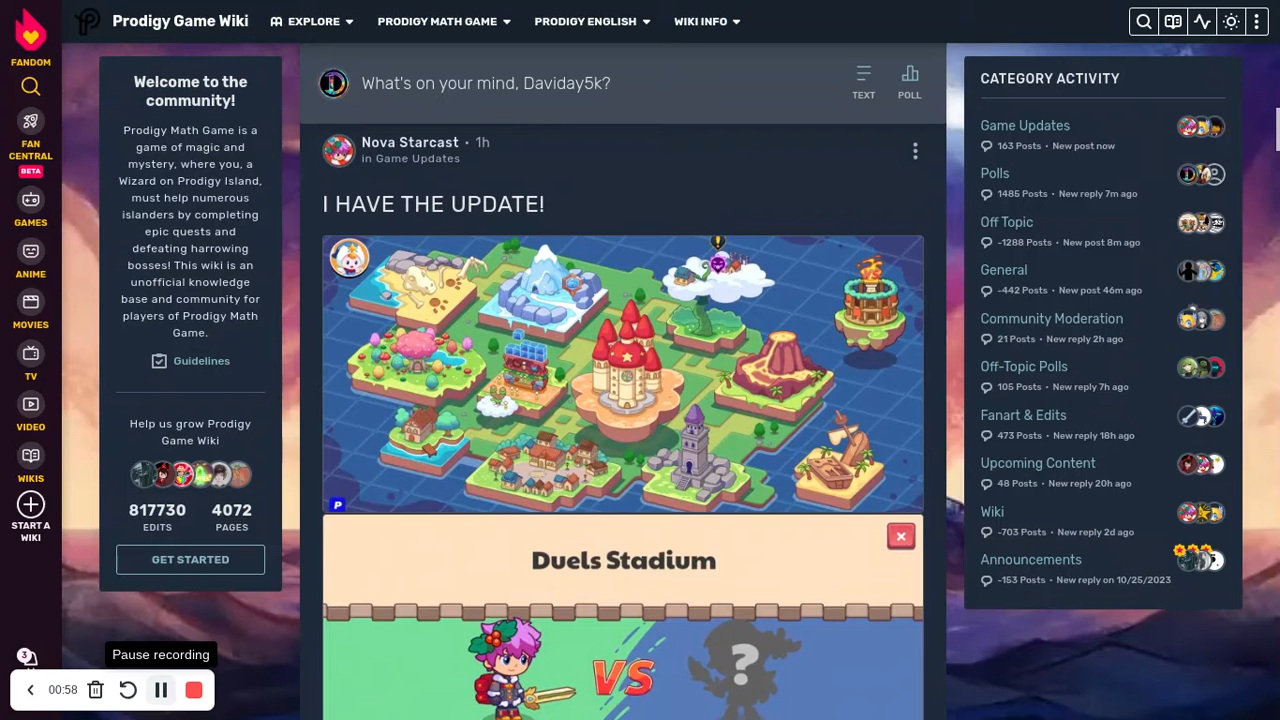 FANDOM
FAN
CENTRAL
BETA
GAMES
ANIME
MOVIES
TV
VIDEO
WIKIS
START A
WIKI
3
Prodigy Game Wiki
EXPLORE
PRODIGY MATH GAME
PRODIGY ENGLISH
WIKI INFO
Welcome to the
community!
Prodigy Math Game is a
game of magic and
mystery, where you, a
Wizard on Prodigy Island,
must help numerous
islanders by completing
epic quests and
defeating harrowing
bosses! This wiki is an
unofficial knowledge
base and community for
players of Prodigy Math
Game.
Guidelines
Help us grow Prodigy
Game Wiki
817730 4072
EDITS PAGES
GET STARTED
Pause recording
00:58
What's on your mind, Daviday5k?
TEXT POLL
Nova Starcast • 1h
in Game Updates
I HAVE THE UPDATE!
P
Duels Stadium
VS
?
CATEGORY ACTIVITY
Game Updates
163 Posts • New post now
Polls
1485 Posts • New reply 7m ago
Off Topic
-1288 Posts • New post 8m ago
General
-442 Posts • New post 46m ago
Community Moderation
21 Posts • New reply 2h ago
Off-Topic Polls
105 Posts • New reply 7h ago
Fanart & Edits
473 Posts • New reply 18h ago
Upcoming Content
48 Posts • New reply 20h ago
Wiki
-703 Posts • New reply 2d ago
Announcements
-153 Posts • New reply on 10/25/2023